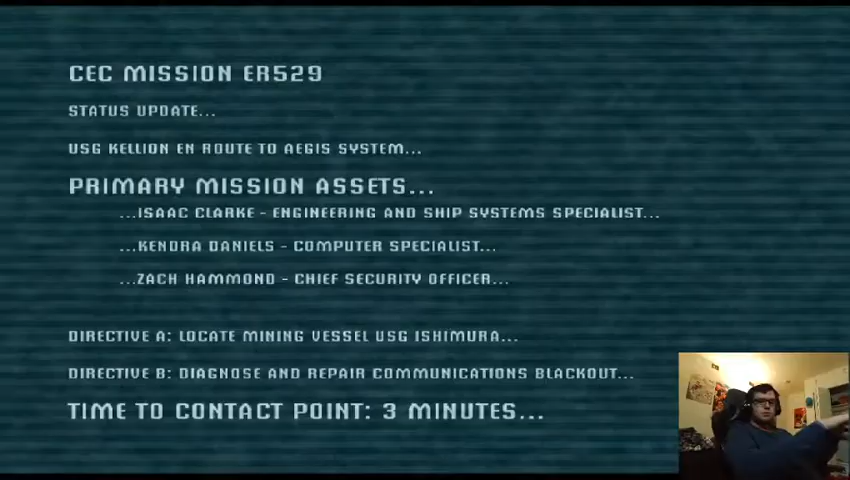 CEC MISSION ER529
STATUS UPDATE...
USG KELLION EN ROUTE TO AEGIS SYSTEM...
PRIMARY MISSION ASSETS...
...ISAAC CLARKE - ENGINEERING AND SHIP SYSTEMS SPECIALIST...
...KENDRA DANIELS - COMPUTER SPECIALIST...
...ZACH HAMMOND - CHIEF SECURITY OFFICER...
DIRECTIVE A: LOCATE MINING VESSEL USG ISHIMURA...
DIRECTIVE B: DIAGNOSE AND REPAIR COMMUNICATIONS BLACKOUT...
TIME TO CONTACT POINT: 3 MINUTES...